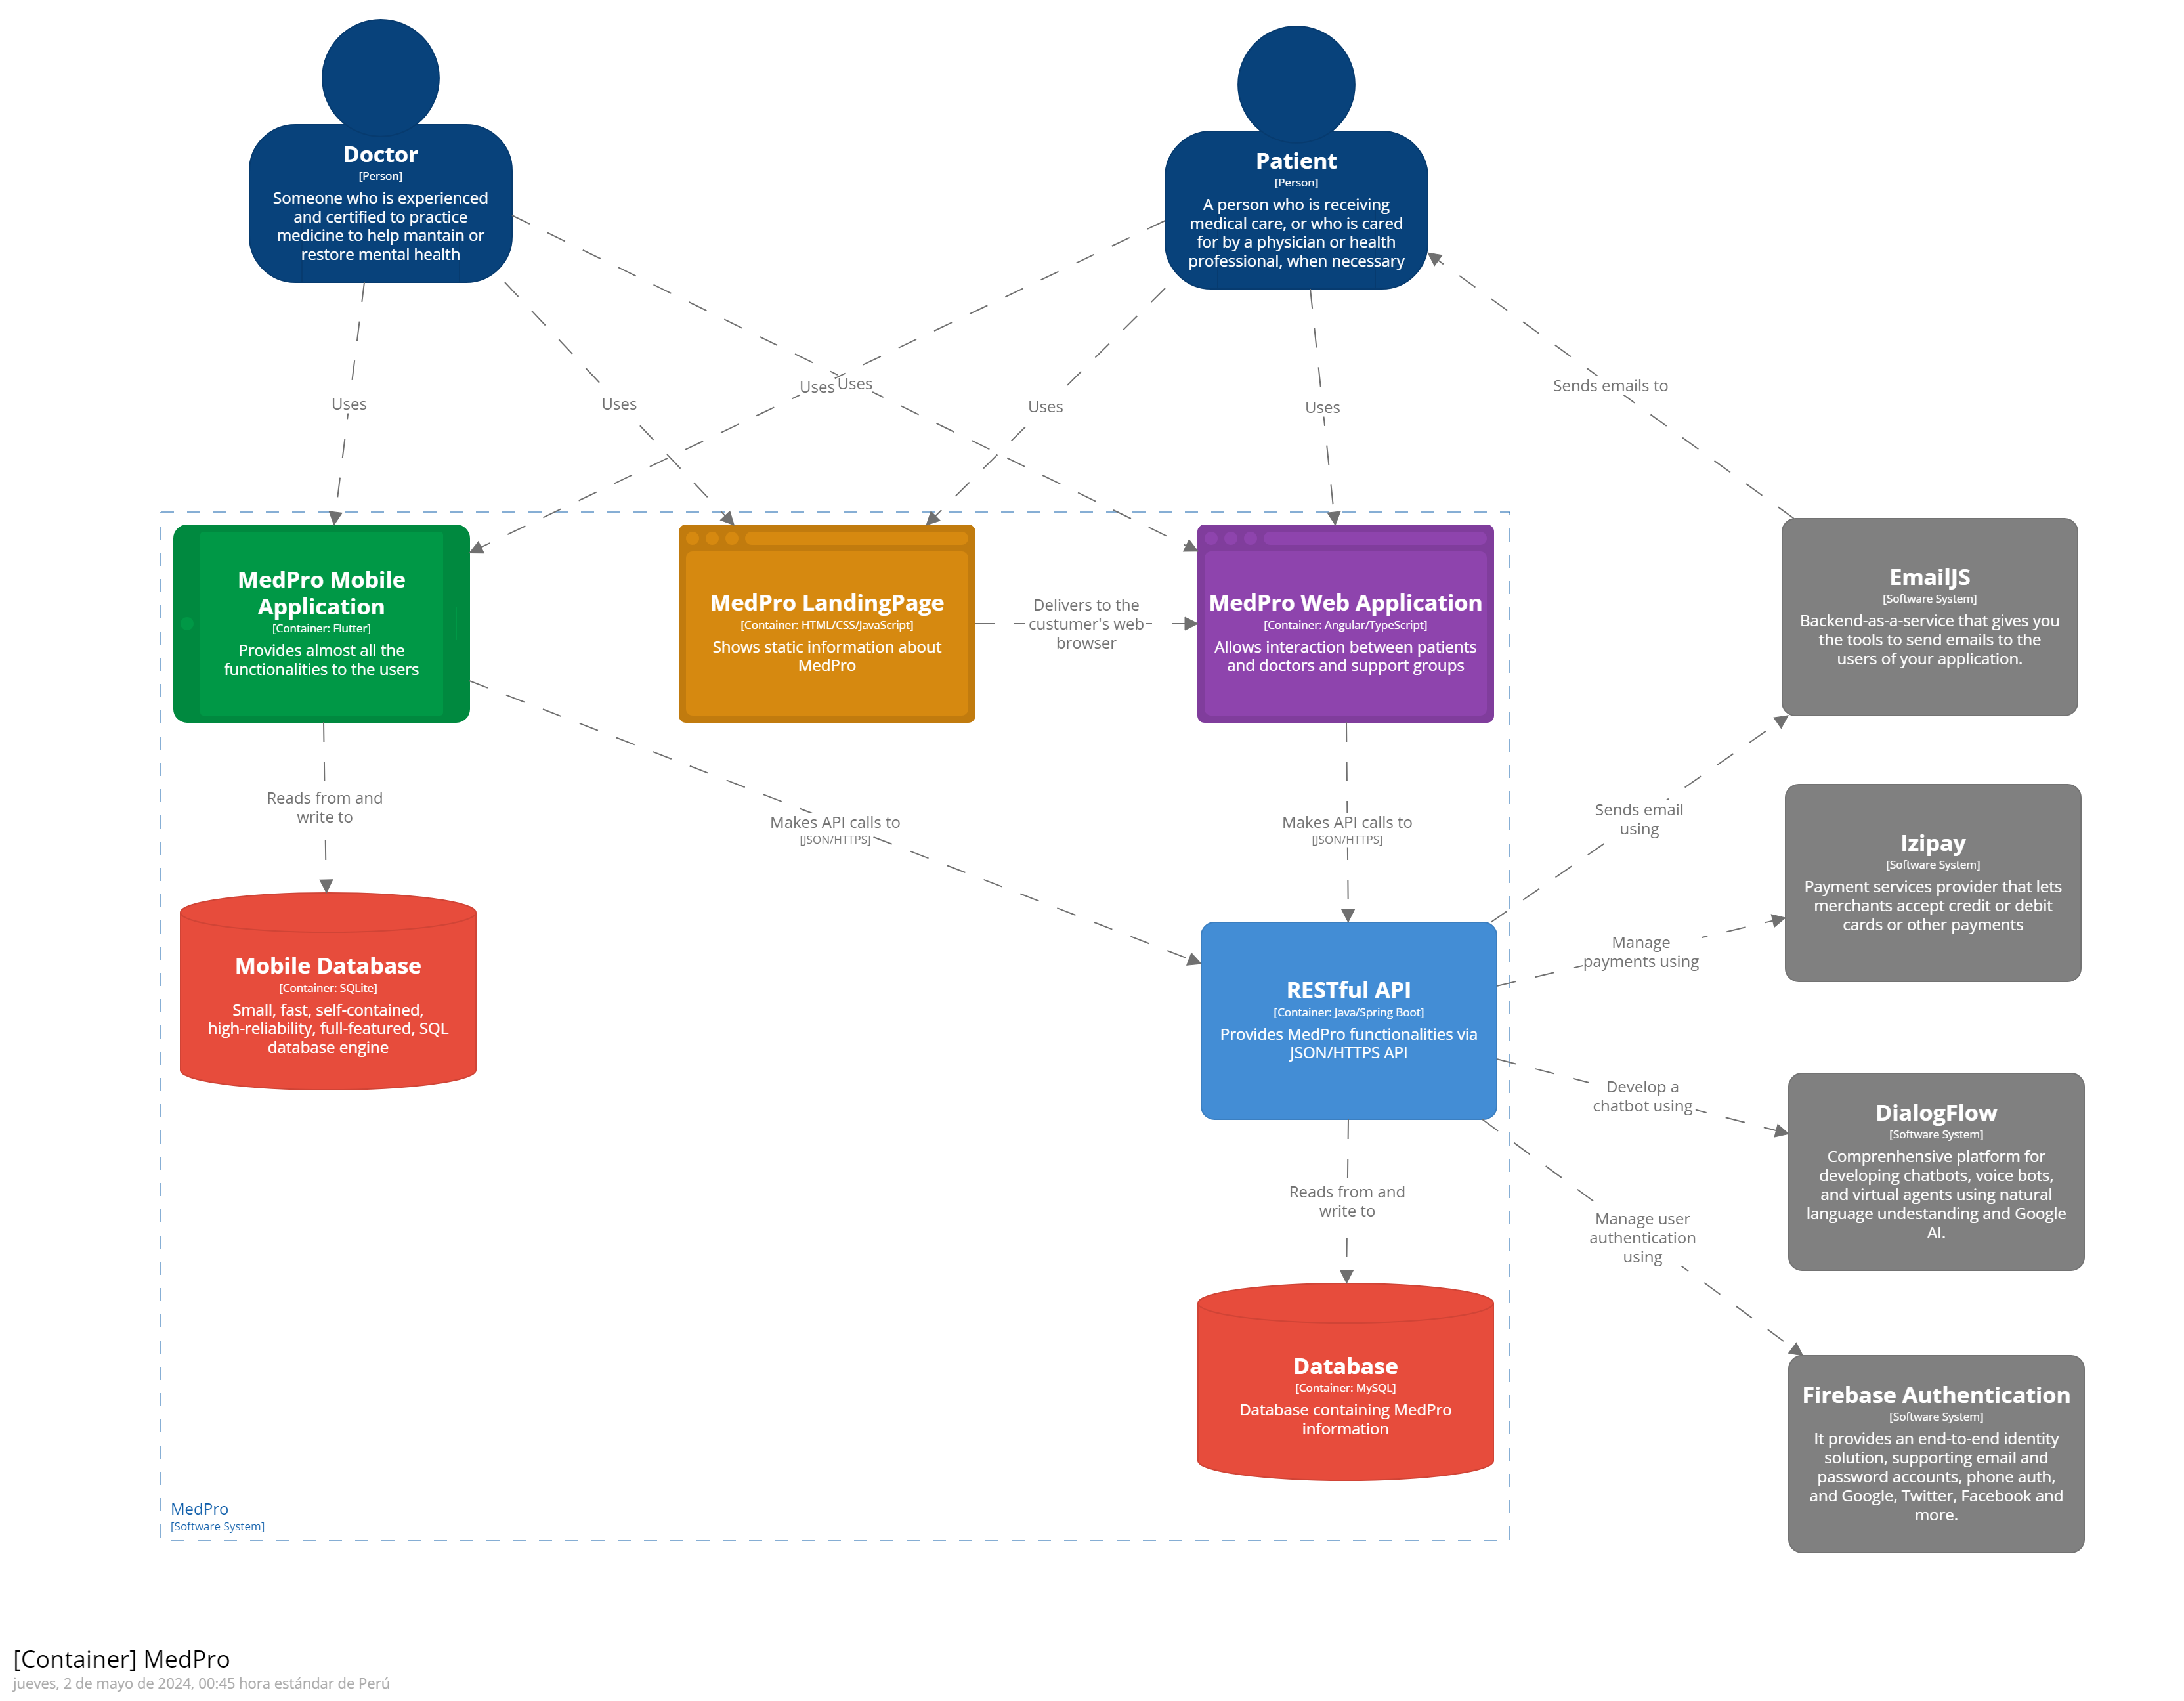 Doctor
[Person]
Someone who is experienced
and certified to practice
medicine to help mantain or
restore mental health
Patient
[Person]
A person who is receiving
medical care, or who is cared
for by a physician or health
professional, when necessary
Uses
Uses
Uses
Uses
Uses
Uses
Sends emails to
MedPro Mobile
Application
[Container: Flutter]
Provides almost all the
functionalities to the users
MedPro LandingPage
[Container: HTML/CSS/JavaScript]
Shows static information about
MedPro
Delivers to the
custumer's web
browser
MedPro Web Application
[Container: Angular/TypeScript]
Allows interaction between patients
and doctors and support groups
EmailJS
[Software System]
Backend-as-a-service that gives you
the tools to send emails to the
users of your application.
Reads from and
write to
Makes API calls to
[JSON/HTTPS]
Makes API calls to
[JSON/HTTPS]
Sends email
using
Izipay
[Software System]
Payment services provider that lets
merchants accept credit or debit
cards or other payments
Manage
payments using
Mobile Database
[Container: SQLite]
Small, fast, self-contained,
high-reliability, full-featured, SQL
database engine
RESTful API
[Container: Java/Spring Boot]
Provides MedPro functionalities via
JSON/HTTPS API
Develop a
chatbot using
DialogFlow
[Software System]
Comprenhensive platform for
developing chatbots, voice bots,
and virtual agents using natural
language undestanding and Google
AI.
Reads from and
write to
Manage user
authentication
using
Database
[Container: MySQL]
Database containing MedPro
information
Firebase Authentication
[Software System]
It provides an end-to-end identity
solution, supporting email and
password accounts, phone auth,
and Google, Twitter, Facebook and
more.
MedPro
[Software System]
[Container] MedPro
jueves, 2 de mayo de 2024, 00:45 hora estándar de Perú